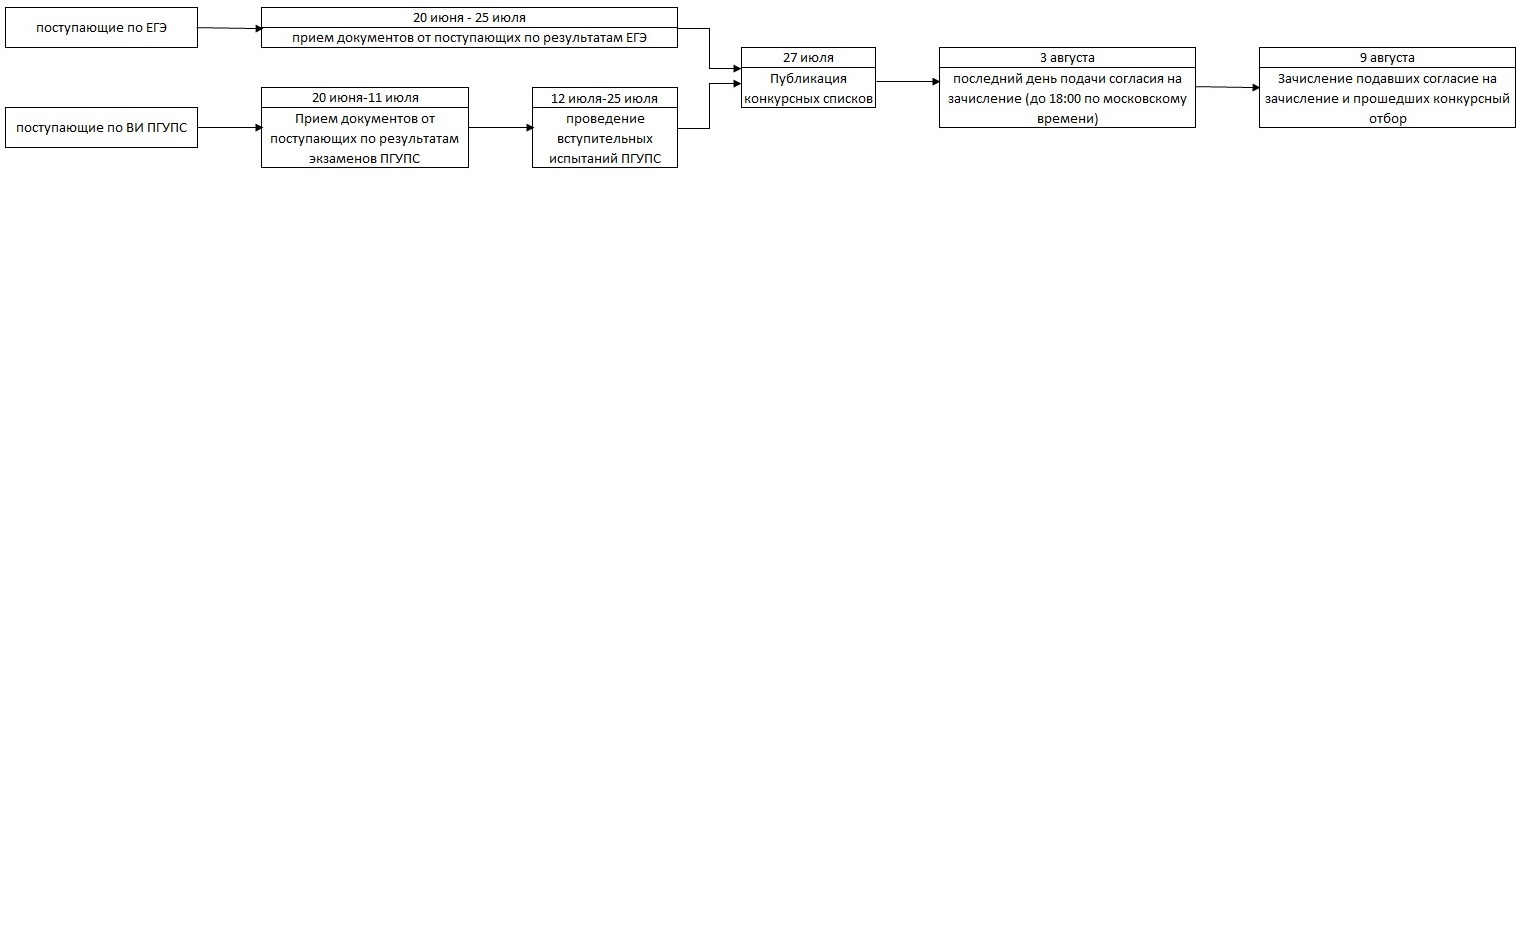 поступающие по ЕГЭ
20 июня - 25 июля
прием документов от поступающих по результатам ЕГЭ
поступающие по ВИ ПГУПС
20 июня-11 июля
Прием документов от
поступающих по результатам
экзаменов ПГУПС
12 июля-25 июля
проведение
вступительных
испытаний ПГУПС
27 июля
Публикация
конкурсных списков
3 августа
последний день подачи согласия на
зачисление (до 18:00 по московскому
времени)
9 августа
Зачисление подавших согласие на
зачисление и прошедших конкурсный
отбор